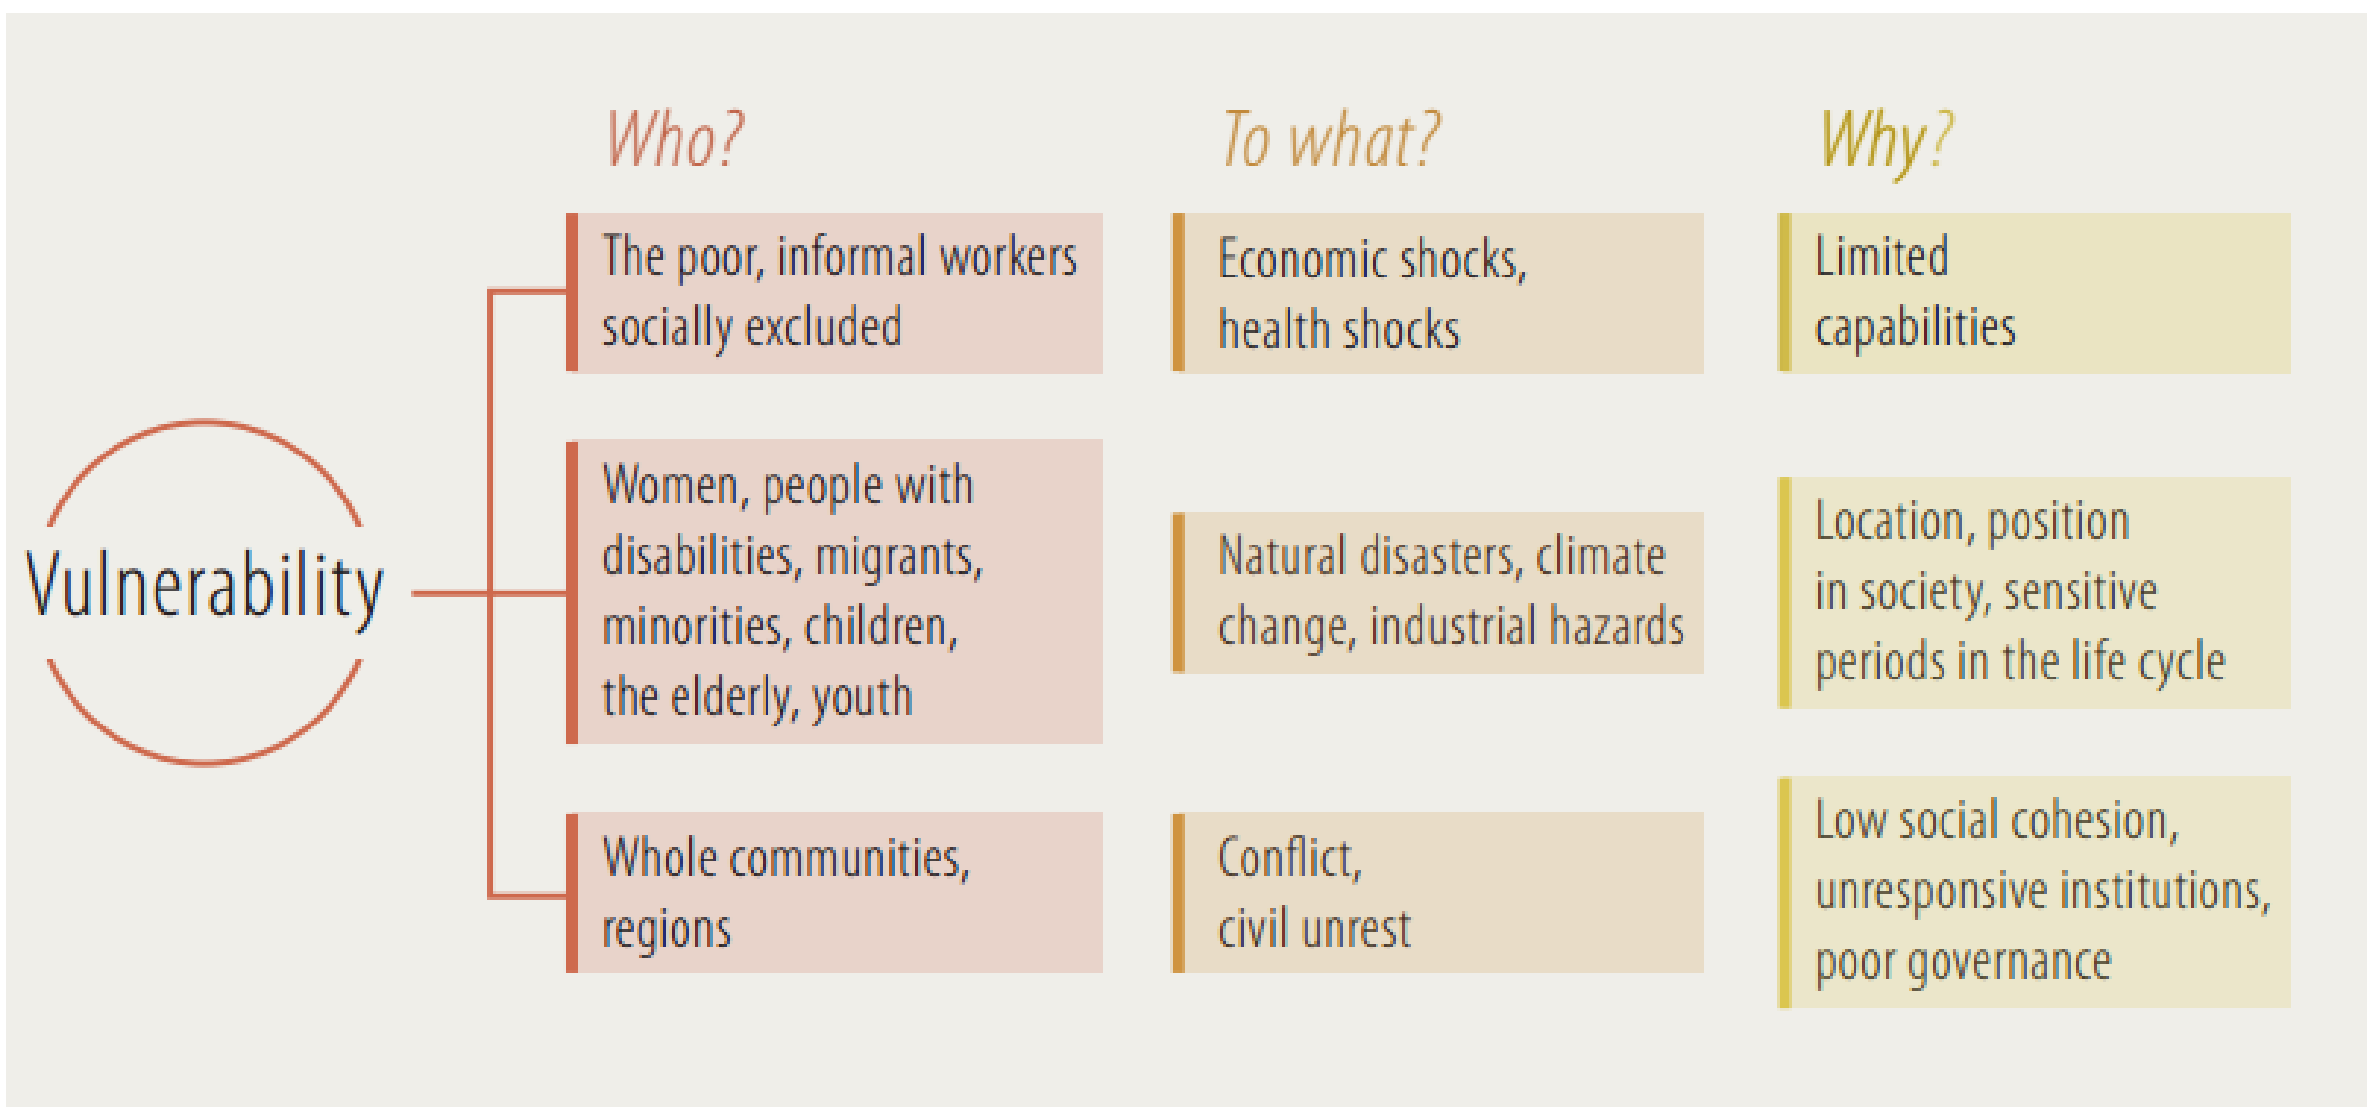 Who?
To what?
Why?
Vulnerability
The poor, informal workers
socially excluded
Economic shocks,
health shocks
Limited
capabilities
Women, people with
disabilities, migrants,
minorities, children,
the elderly, youth
Natural disasters, climate
change, industrial hazards
Location, position
in society, sensitive
periods in the life cycle
Whole communities,
regions
Conflict,
civil unrest
Low social cohesion,
unresponsive institutions,
poor governance